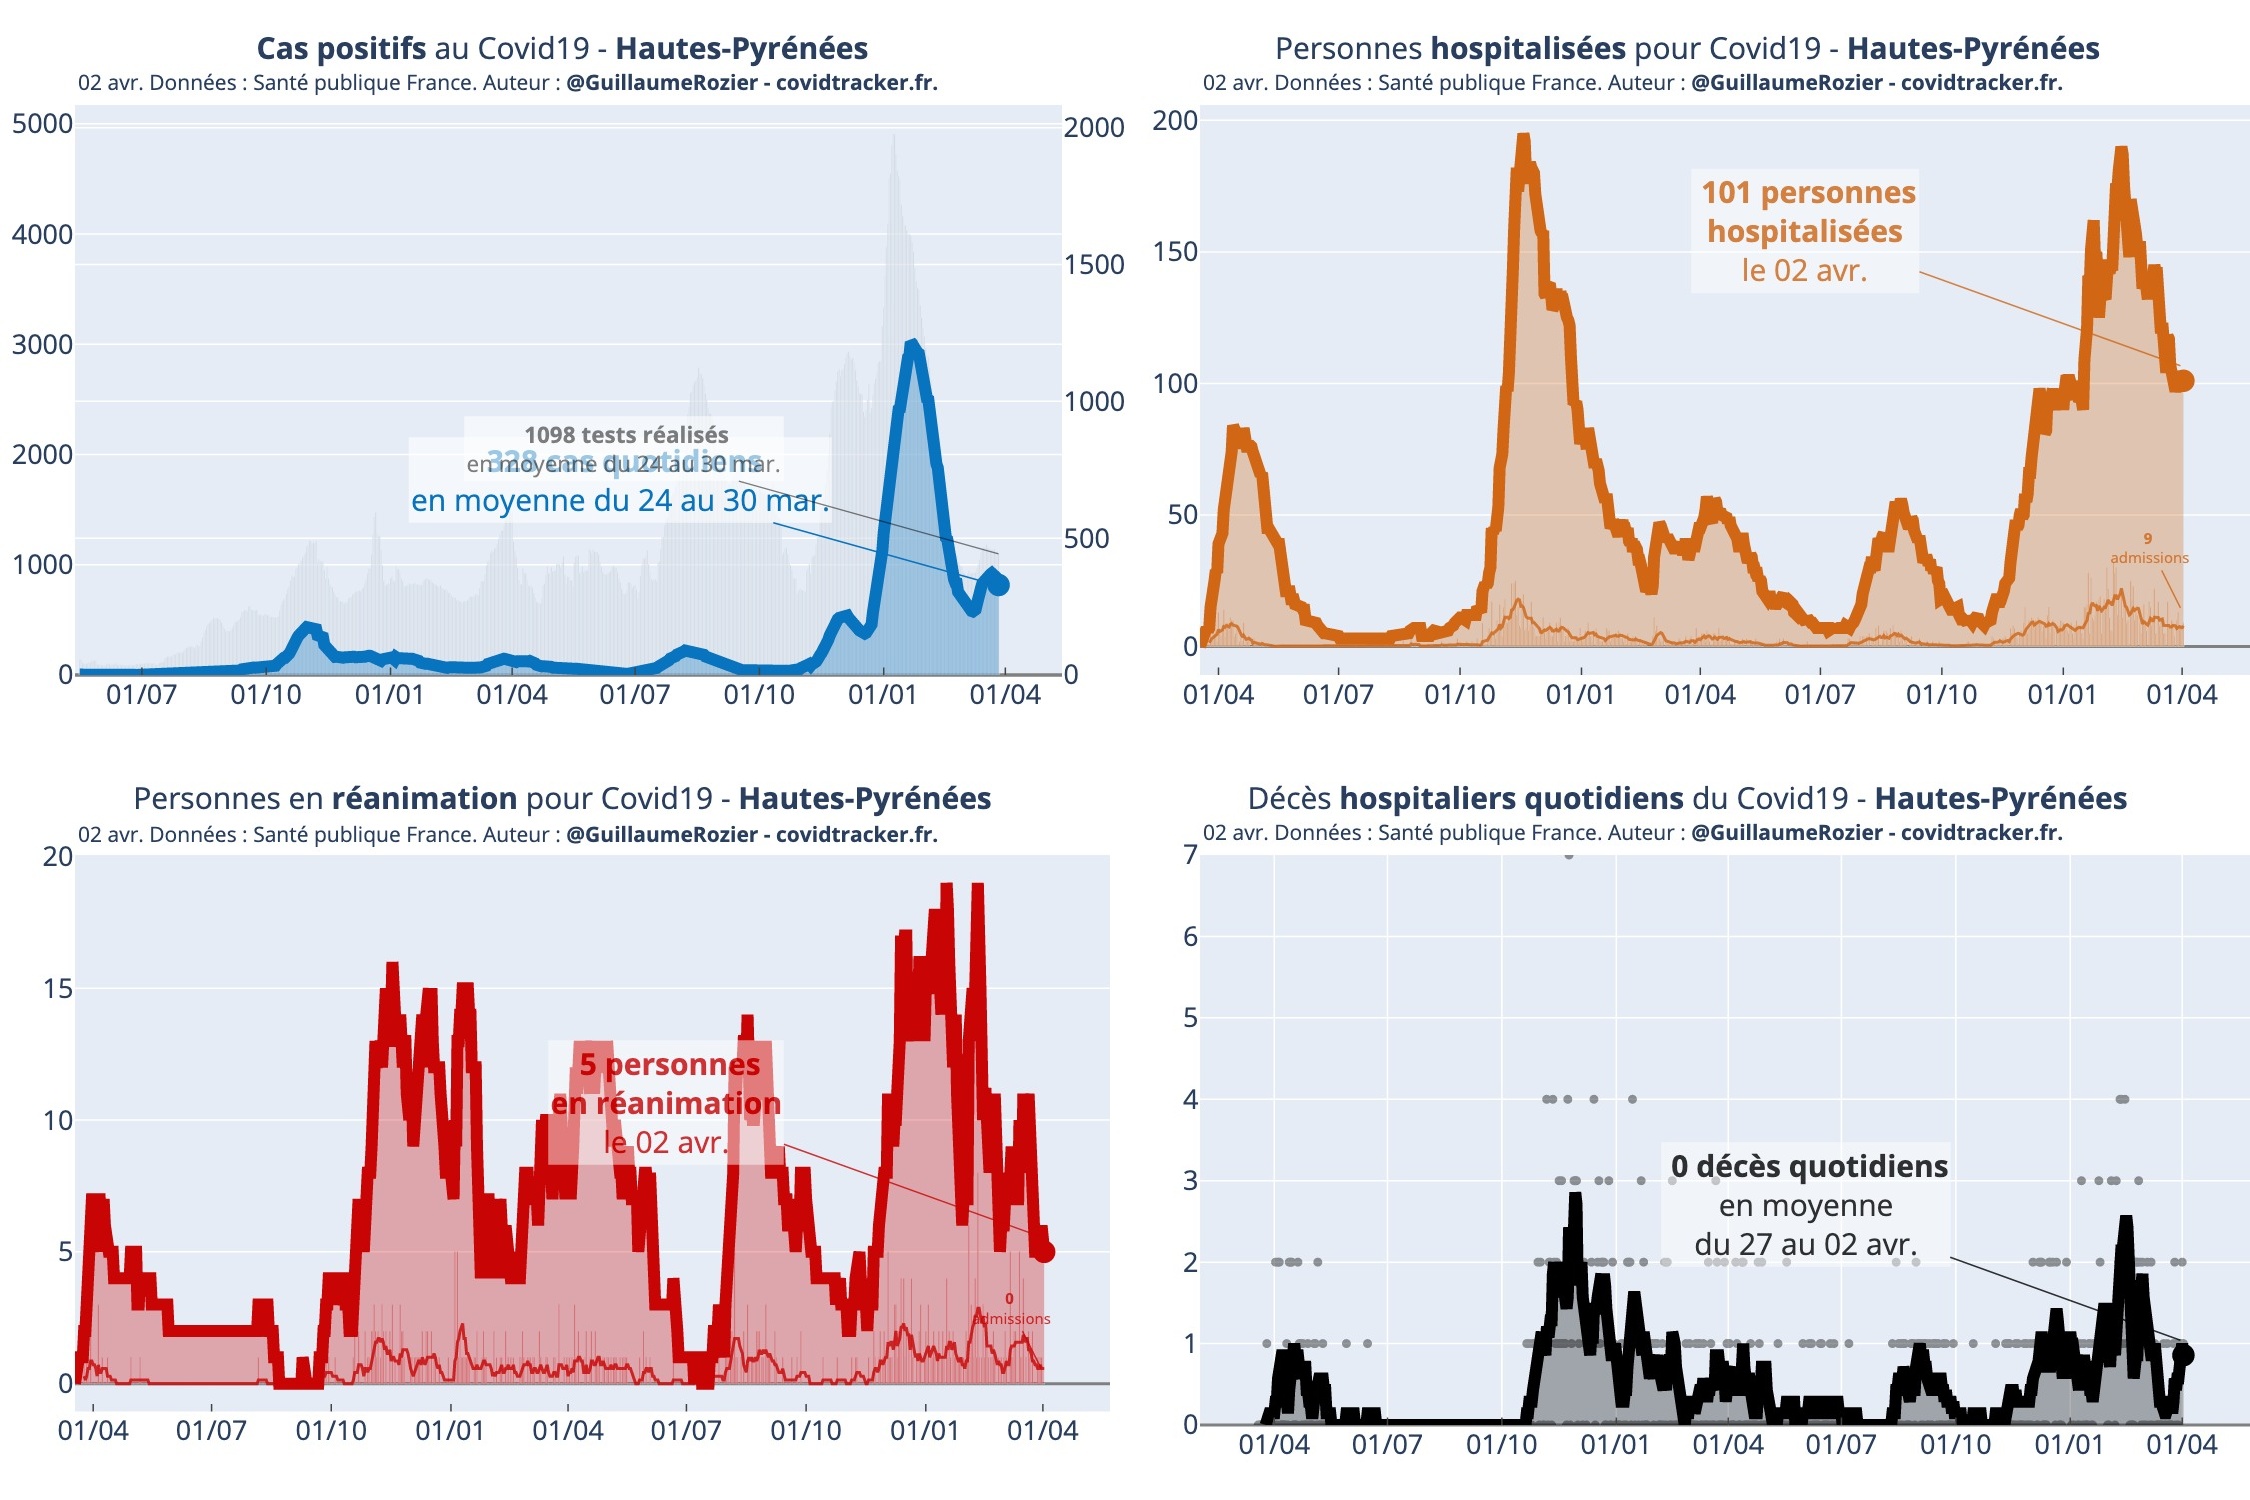 Cas positifs au Covid19 - Hautes-Pyrénées
02 avr. Données : Santé publique France. Auteur : @GuillaumeRozier - covidtracker.fr.
5000
4000
3000
2000
1000
0
2000
1500
1000
500
0
1098 tests réalisés
en moyenne du 24 au 30 mar.
328 cas quotidiens
en moyenne du 24 au 30 mar.
01/07 01/10 01/01 01/04 01/07 01/10 01/01 01/04
Personnes hospitalisées pour Covid19 - Hautes-Pyrénées
02 avr. Données : Santé publique France. Auteur : @GuillaumeRozier - covidtracker.fr.
200
150
100
50
0
101 personnes
hospitalisées
le 02 avr.
9
admissions
01/04 01/07 01/10 01/01 01/04 01/07 01/10 01/01 01/04
Personnes en réanimation pour Covid19 - Hautes-Pyrénées
02 avr. Données : Santé publique France. Auteur : @GuillaumeRozier - covidtracker.fr.
20
15
10
5
0
5 personnes
en réanimation
le 02 avr.
0
admissions
01/04 01/07 01/10 01/01 01/04 01/07 01/10 01/01 01/04
Décès hospitaliers quotidiens du Covid19 - Hautes-Pyrénées
02 avr. Données : Santé publique France. Auteur : @GuillaumeRozier - covidtracker.fr.
7
6
5
4
3
2
1
0
0 décès quotidiens
en moyenne
du 27 au 02 avr.
01/04 01/07 01/10 01/01 01/04 01/07 01/10 01/01 01/04